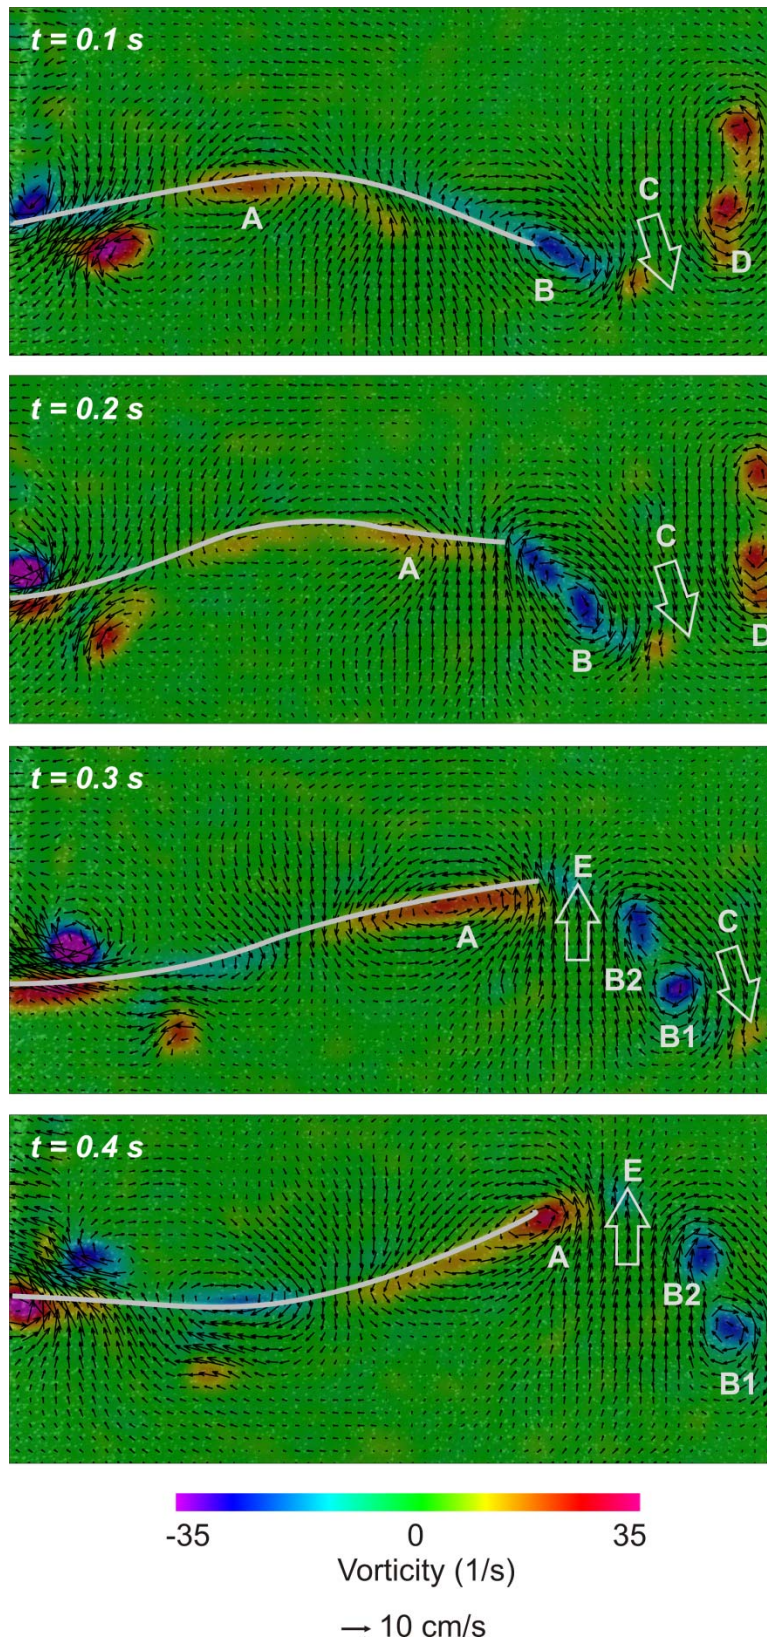 t = 0.1 s
C
A
B
D
t = 0.2 s
C
A
B
D
t = 0.3 s
E
C
A
B2
B1
t = 0.4 s
E
A
B2
B1
-35 0 35
Vorticity (1/s)
→ 10 cm/s